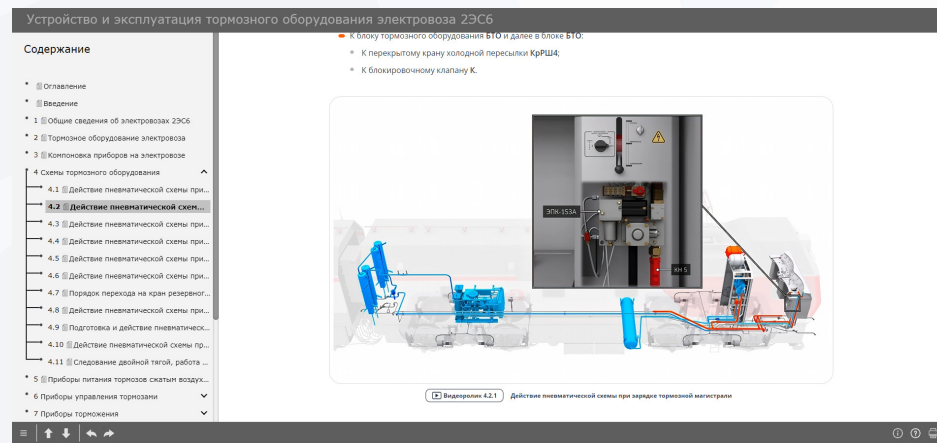 Устройство и эксплуатация тормозного оборудования электровоза 2ЭС6
Содержание
Оглавление
Введение
1 Общие сведения об электровозах 2ЭС6
2 Тормозное оборудование электровоза
3 Компоновка приборов на электровозе
4 Схемы тормозного оборудования
4.1 Действие пневматической схемы при...
4.2 Действие пневматической схем...
4.3 Действие пневматической схемы при...
4.4 Действие пневматической схемы при...
4.5 Действие пневматической схемы при...
4.6 Действие пневматической схемы при...
4.7 Порядок перехода на кран резервног...
4.8 Действие пневматической схемы при...
4.9 Подготовка и действие пневматическ...
4.10 Действие пневматической схемы пр...
4.11 Следование двойной тягой, работа ...
5 Приборы питания тормозов сжатым воздух...
6 Приборы управления тормозами
7 Приборы торможения
К блоку тормозного оборудования БТО и далее в блоке БТО:
К перекрытому крану холодной пересылки КрРШ4;
К блокировочному клапану К.
ЭПК-153А
КН 5
Видеоролик 4.2.1 Действие пневматической схемы при зарядке тормозной магистрали